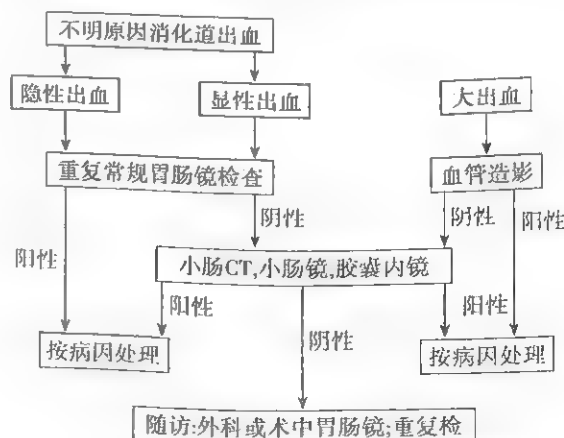 不明原因消化道出血
隐性出血
显性出血
大出血
重复常规胃肠镜检查
血管造影
阳性
阴性
阴性
阳性
小肠CT,小肠镜,胶囊内镜
阳性
阴性
阳性
按病因处理
按病因处理
随访:外科或术中胃肠镜;重复检